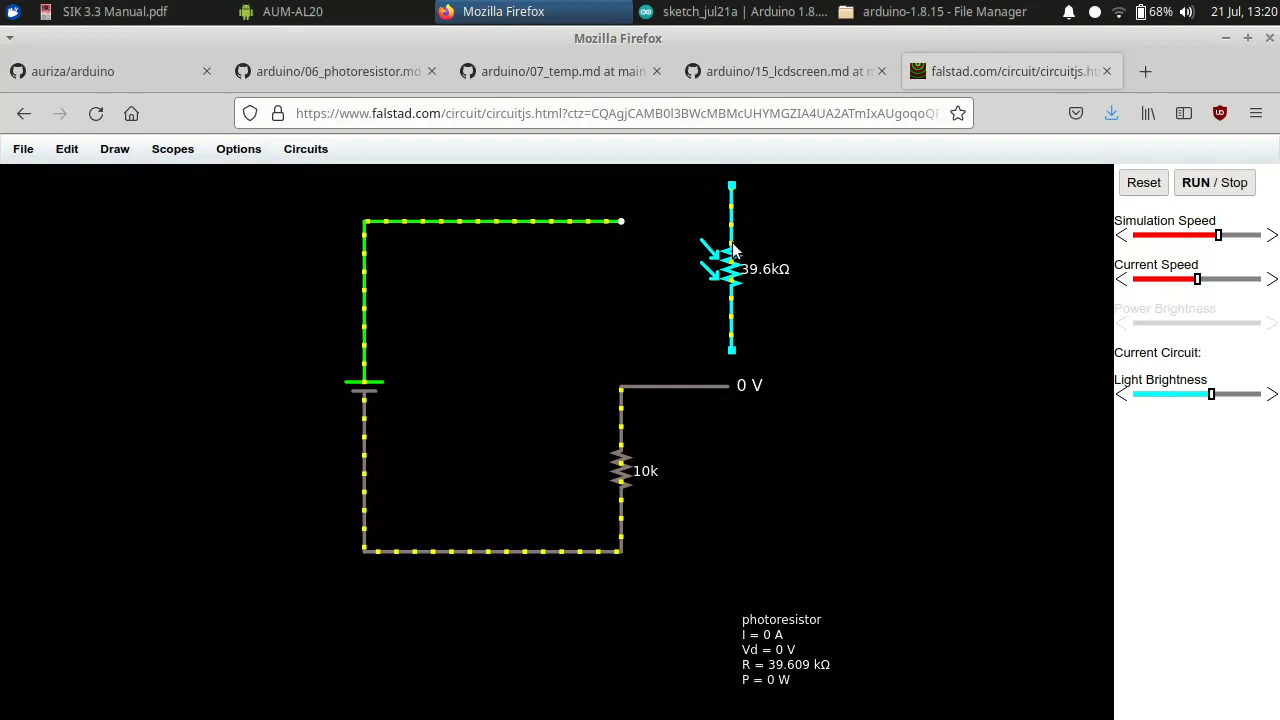 SIK 3.3 Manual.pdf AUM-AL20 Mozilla Firefox sketch_jul21a | Arduino 1.8.... arduino-1.8.15 - File Manager 68% 21 Jul, 13:20
Mozilla Firefox
auriza/arduino arduino/06_photoresistor.md arduino/07_temp.md at main arduino/15_lcdscreen.md at m falstad.com/circuit/circuitjs.ht
https://www.falstad.com/circuit/circuitjs.html?ctz=CQAgjCAMB0l3BWcMBMcUHYMGZIA4UA2ATmIxAUgoqoQF
File Edit Draw Scopes Options Circuits
Reset RUN / Stop
Simulation Speed
Current Speed
Power Brightness
Current Circuit:
Light Brightness
39.6kΩ
0 V
10k
photoresistor
I = 0 A
Vd = 0 V
R = 39.609 kΩ
P = 0 W